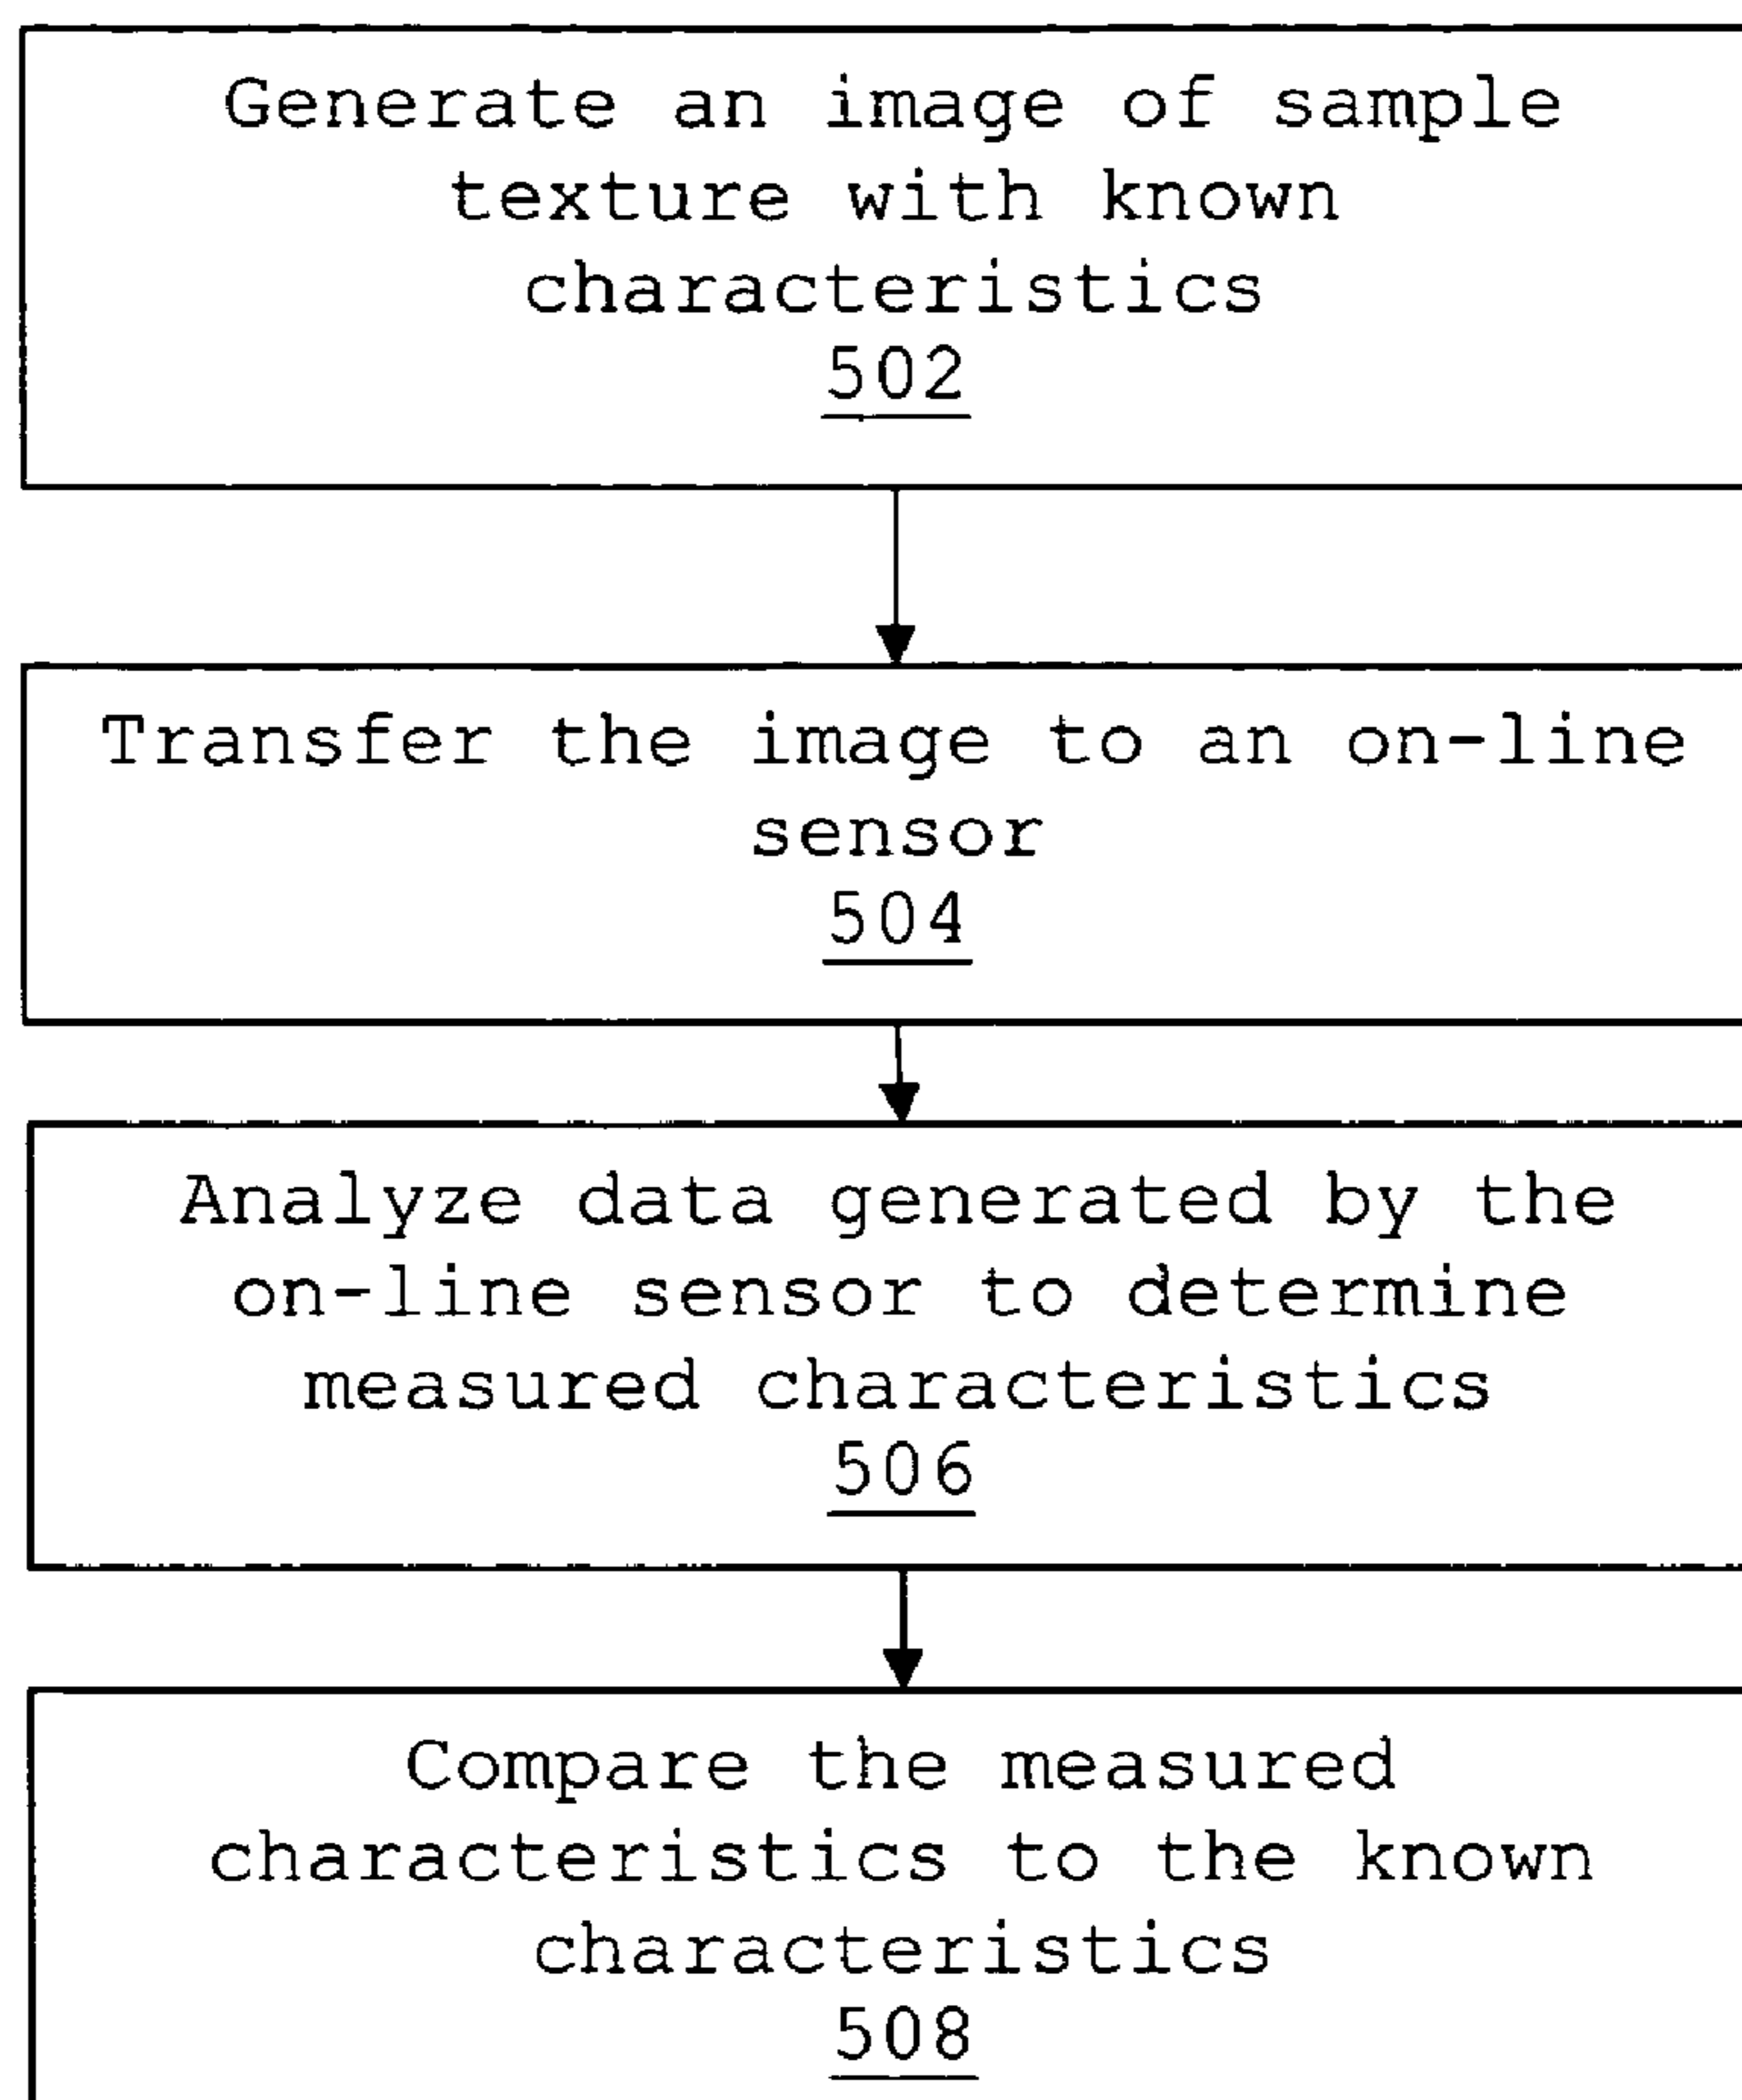 Generate an image of sample
texture with known
characteristics
502
Transfer the image to an on-line
sensor
504
Analyze data generated by the
on-line sensor to determine
measured characteristics
506
Compare the measured
characteristics to the known
characteristics
508